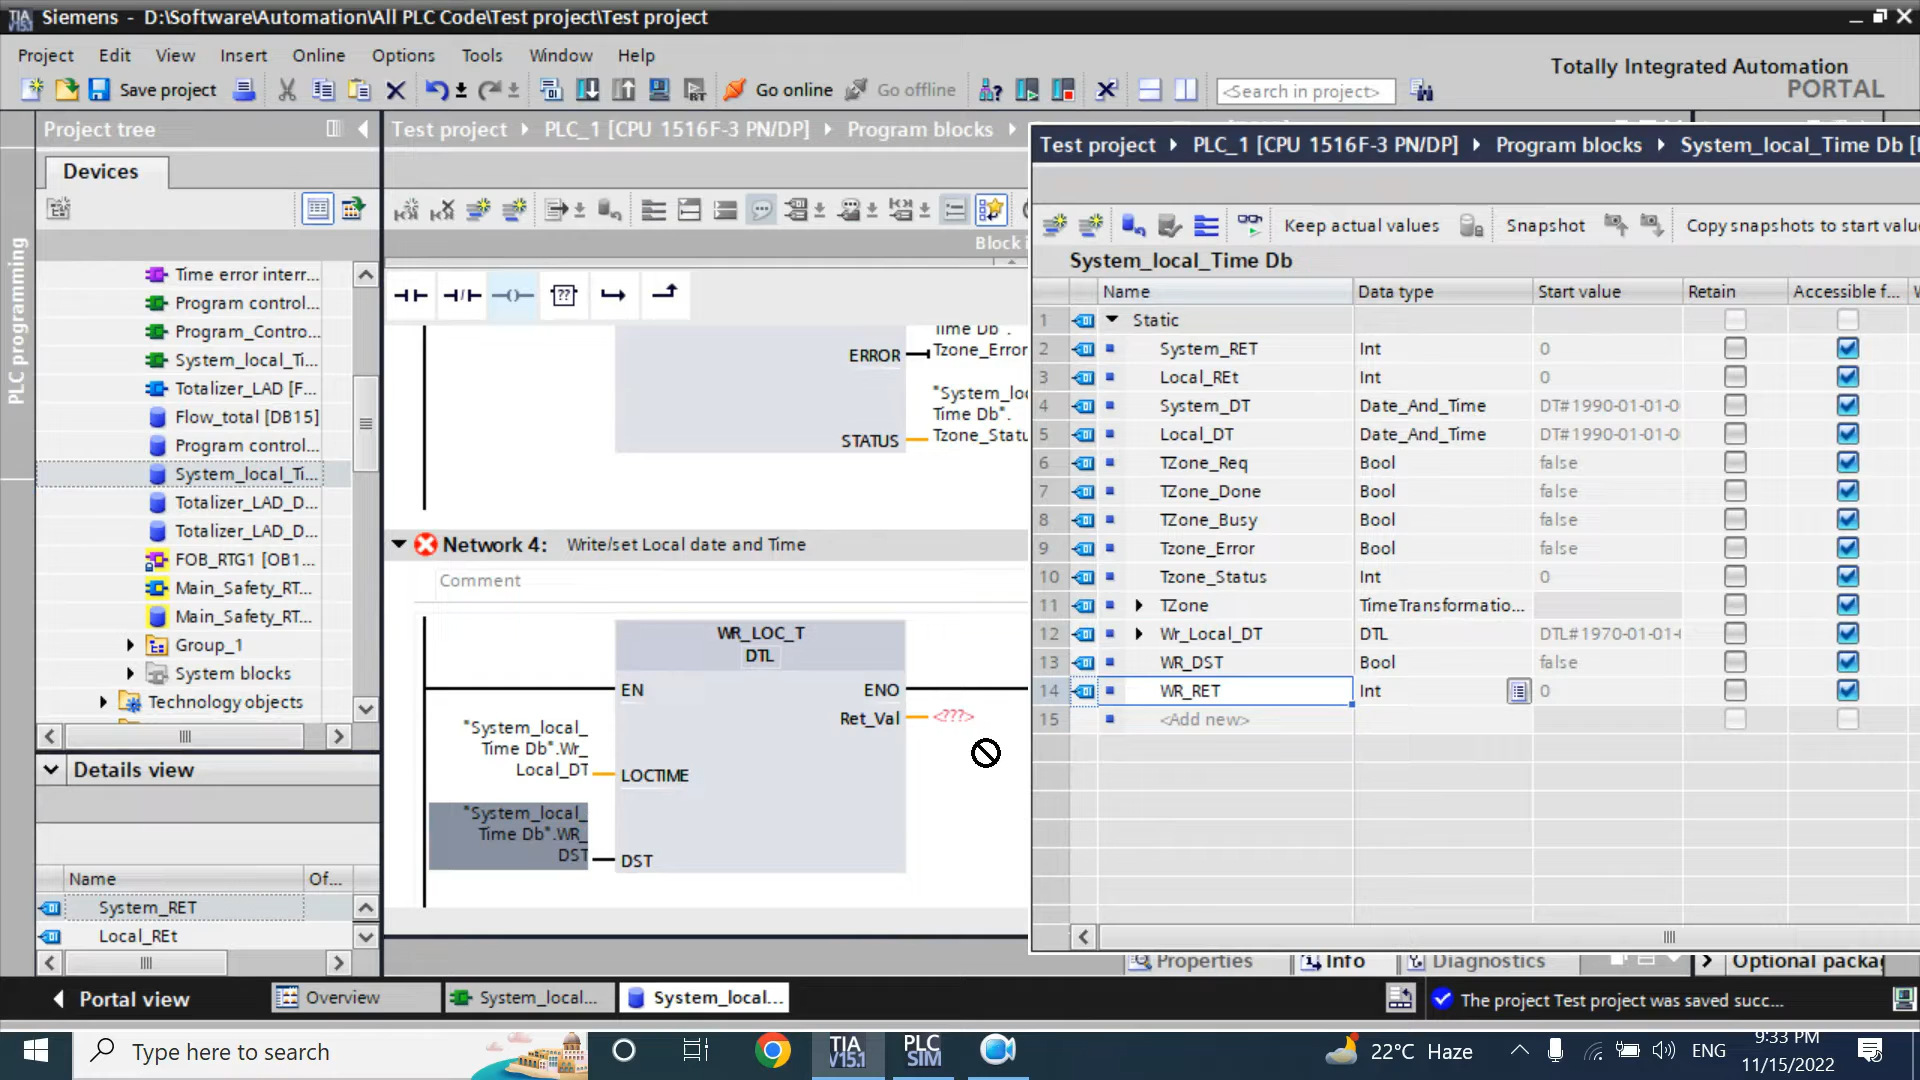 Siemens - D:\Software\Automation\All PLC Code\Test project\Test project
Project Edit View Insert Online Options Tools Window Help
Totally Integrated Automation
PORTAL
Save project
Go online
Go offline
<Search in project>
Project tree
Test project
PLC_1 [CPU 1516F-3 PN/DP]
Program blocks
Devices
PLC programming
Time error interr...
Program control...
Program_Contro...
System_local_Ti...
Totalizer_LAD [F...
Flow_total [DB15]
Program control...
System_local_Ti...
Totalizer_LAD_D...
Totalizer_LAD_D...
FOB_RTG1 [OB1...
Main_Safety_RT...
Main_Safety_RT...
Group_1
System blocks
Technology objects
Details view
Name Of...
System_RET
Local_REt
Block i
??
Time Db".
ERROR
Tzone_Error
"System_loc
Time Db".
STATUS
Tzone_Statu
Network 4: Write/set Local date and Time
Comment
WR_LOC_T
DTL
EN ENO
Ret_Val <???>
"System_local_
Time Db".Wr_
Local_DT
LOCTIME
"System_local_
Time Db".WR_
DST
DST
Test project PLC_1 [CPU 1516F-3 PN/DP] Program blocks System_local_Time Db [
Keep actual values Snapshot Copy snapshots to start valu
System_local_Time Db
Name Data type Start value Retain Accessible f...
1 Static
2 System_RET Int 0
3 Local_REt Int 0
4 System_DT Date_And_Time DT#1990-01-01-0
5 Local_DT Date_And_Time DT#1990-01-01-0
6 TZone_Req Bool false
7 TZone_Done Bool false
8 TZone_Busy Bool false
9 Tzone_Error Bool false
10 Tzone_Status Int 0
11 TZone TimeTransformatio...
12 Wr_Local_DT DTL DTL#1970-01-01-
13 WR_DST Bool false
14 WR_RET Int 0
15 <Add new>
Properties Info Diagnostics
Optional packa
Portal view
Overview
System_local...
System_local...
The project Test project was saved succ...
Type here to search
TIA
V15.1
PLC
SIM
22°C Haze
ENG
9:33 PM
11/15/2022